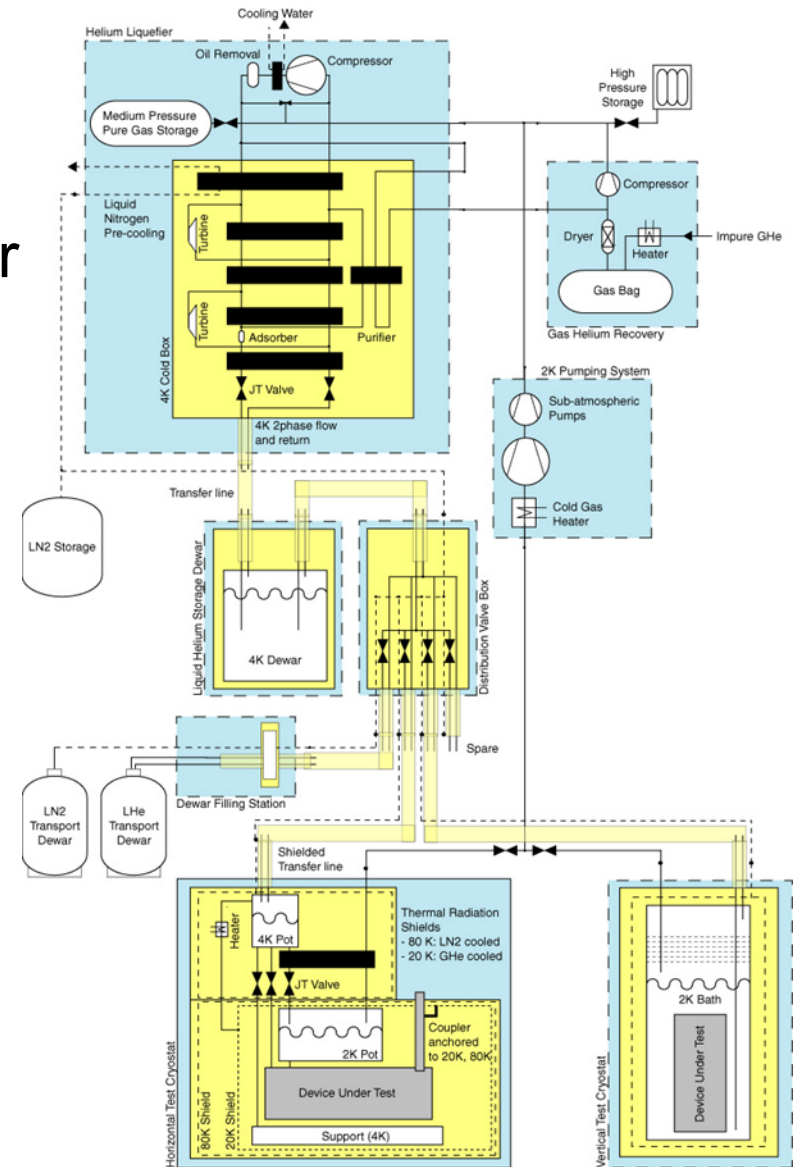 Cooling Water
Helium Liquefier
Oil Removal
Compressor
High
Pressure
Storage
Medium Pressure
Pure Gas Storage
r
Liquid
Nitrogen
Pre-cooling
Turbine
Turbine
Adsorber
Purifier
4K Cold Box
JT Valve
4K 2phase flow
and return
Compressor
Dryer
Heater
Impure GHe
Gas Bag
Gas Helium Recovery
2K Pumping System
Sub-atmospheric
Pumps
Cold Gas
Heater
Transfer line
LN2 Storage
Liquid Helium Storage Dewar
4K Dewar
Distribution Valve Box
Spare
Dewar Filling Station
LN2
Transport
Dewar
LHe
Transport
Dewar
Shielded
Transfer line
Heater
4K Pot
Thermal Radiation
Shields
- 80 K: LN2 cooled
- 20 K: GHe cooled
JT Valve
2K Pot
Coupler
anchored
to 20K, 80K
Device Under Test
Support (4K)
80K Shield
20K Shield
Horizontal Test Cryostat
2K Bath
Device Under Test
Vertical Test Cryostat